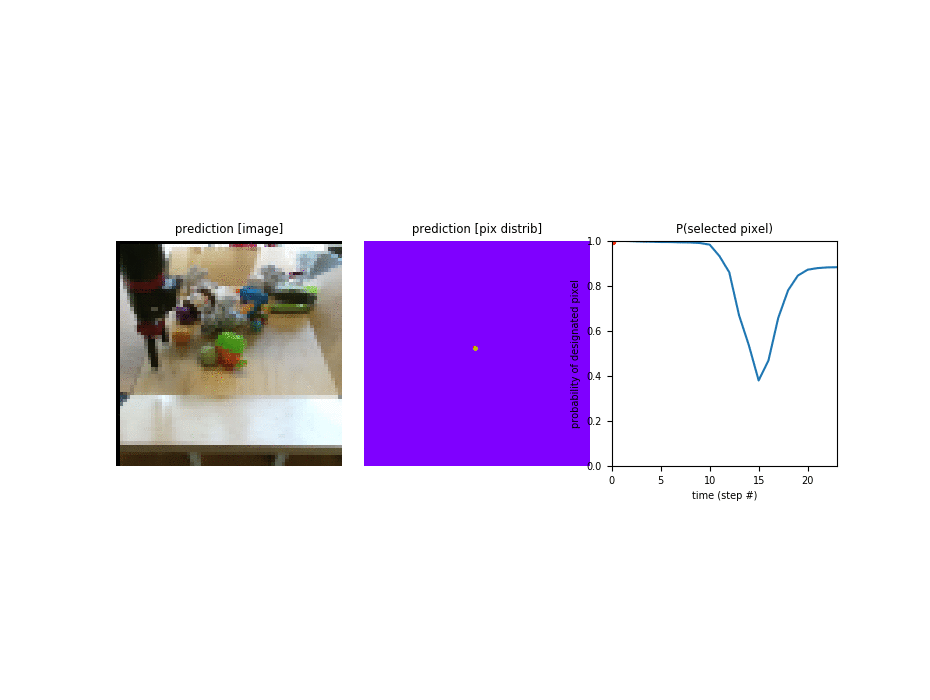 prediction [image]
prediction [pix distrib]
P(selected pixel)
probability of designated pixel
1.0
0.8
0.6
0.4
0.2
0.0
0 5 10 15 20
time (step #)